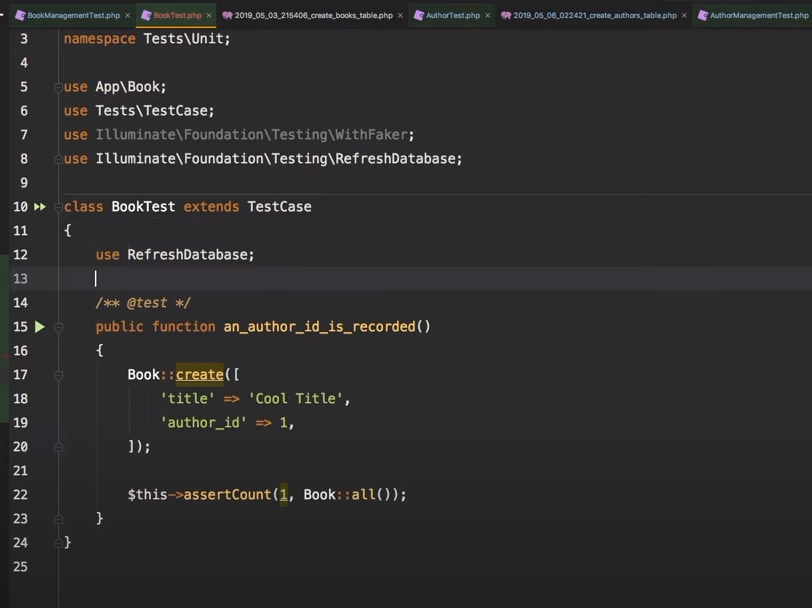 BookManagementTest.php × BookTest.php × 2019_05_03_215406_create_books_table.php × AuthorTest.php × 2019_05_06_022421_create_authors_table.php × AuthorManagementTest.php
3 namespace Tests\Unit;
4
5 use App\Book;
6 use Tests\TestCase;
7 use Illuminate\Foundation\Testing\WithFaker;
8 use Illuminate\Foundation\Testing\RefreshDatabase;
9
10 class BookTest extends TestCase
11 {
12 use RefreshDatabase;
13
14 /** @test */
15 public function an_author_id_is_recorded()
16 {
17 Book::create([
18 'title' => 'Cool Title',
19 'author_id' => 1,
20 ]);
21
22 $this->assertCount(1, Book::all());
23 }
24 }
25